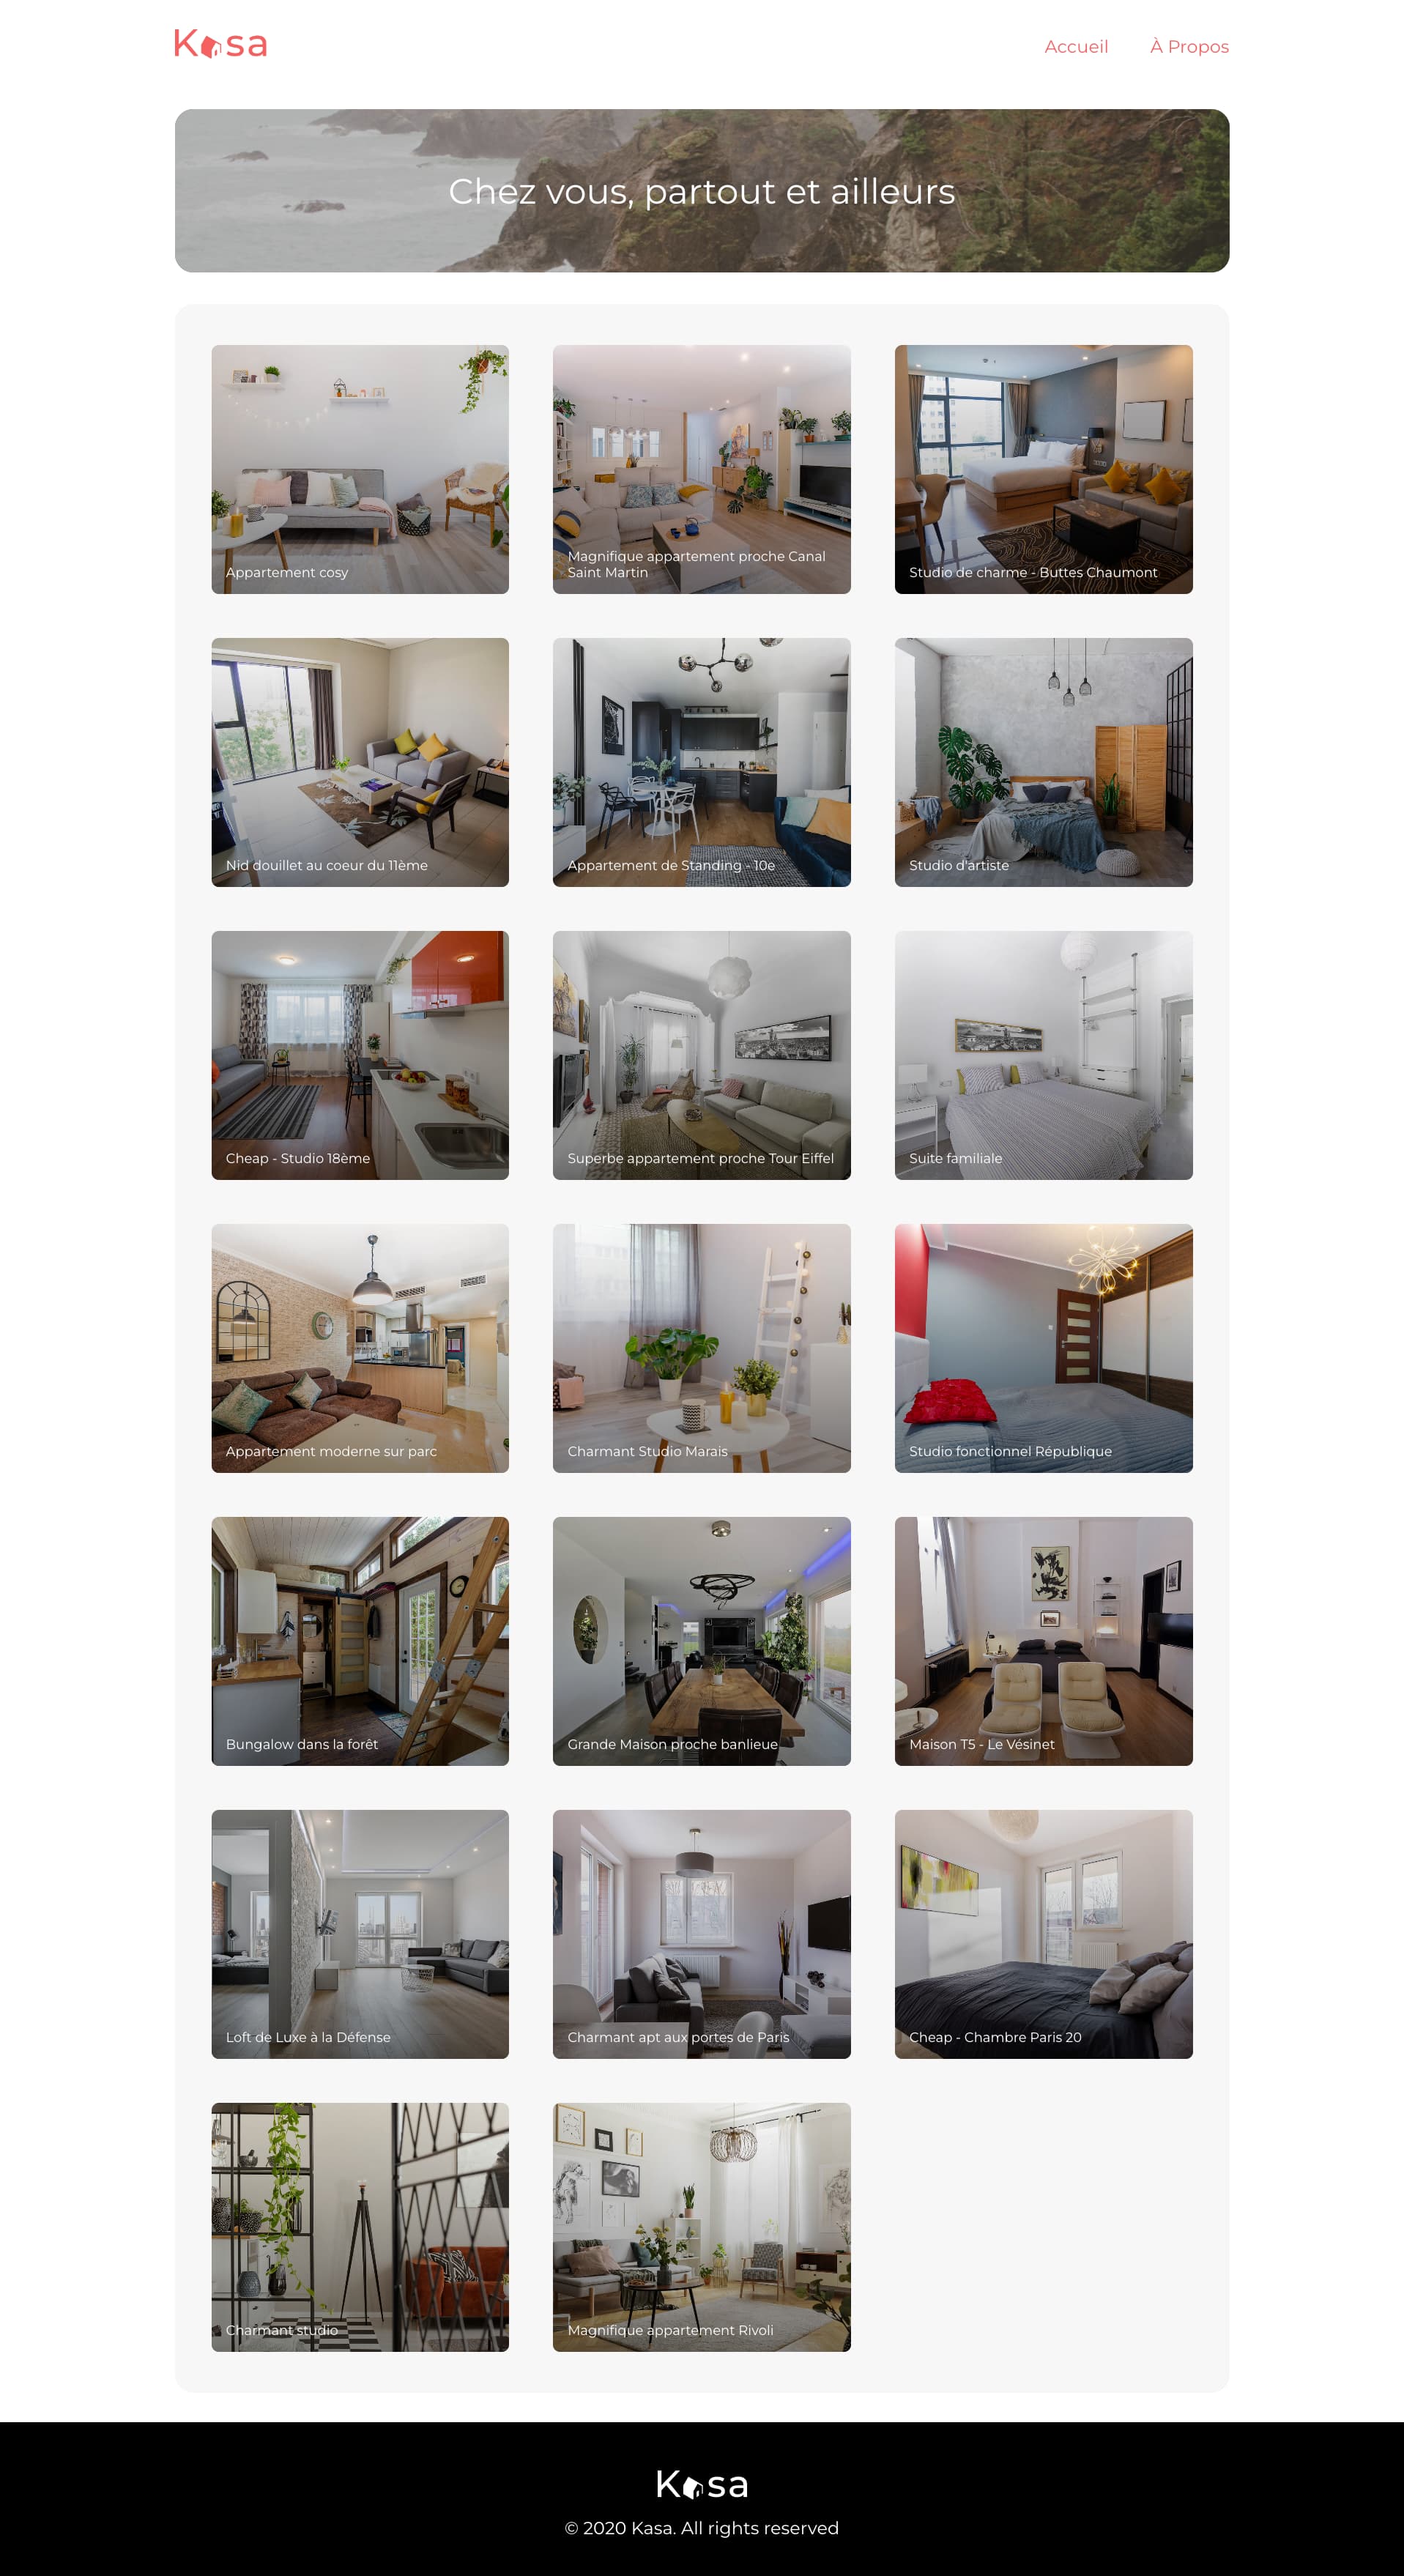 Kasa
Accueil
À Propos
Chez vous, partout et ailleurs
Appartement cosy
Magnifique appartement proche Canal
Saint Martin
Studio de charme - Buttes Chaumont
Nid douillet au coeur du 11ème
Appartement de Standing - 10e
Studio d'artiste
Cheap - Studio 18ème
Superbe appartement proche Tour Eiffel
Suite familiale
Appartement moderne sur parc
Charmant Studio Marais
Studio fonctionnel République
Bungalow dans la forêt
Grande Maison proche banlieue
Maison T5 - Le Vésinet
Loft de Luxe à la Défense
Charmant apt aux portes de Paris
Cheap - Chambre Paris 20
Charmant studio
Magnifique appartement Rivoli
Kasa
© 2020 Kasa. All rights reserved